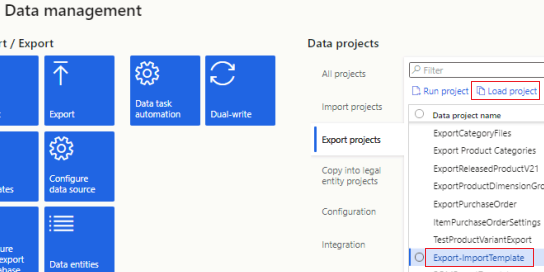 Data management
rt / Export
Export
Data task
automation
Dual-write
Configure
data source
Data entities
ates
ure
export
base
Data projects
All projects
Import projects
Export projects
Copy into legal
entity projects
Configuration
Integration
Filter
Run project
Load project
Data project name
ExportCategoryFiles
Export Product Categories
ExportReleasedProductV21
ExportProductDimensionGro
ExportPurchaseOrder
ItemPurchaseOrderSettings
TestProductVariantExport
Export-ImportTemplate